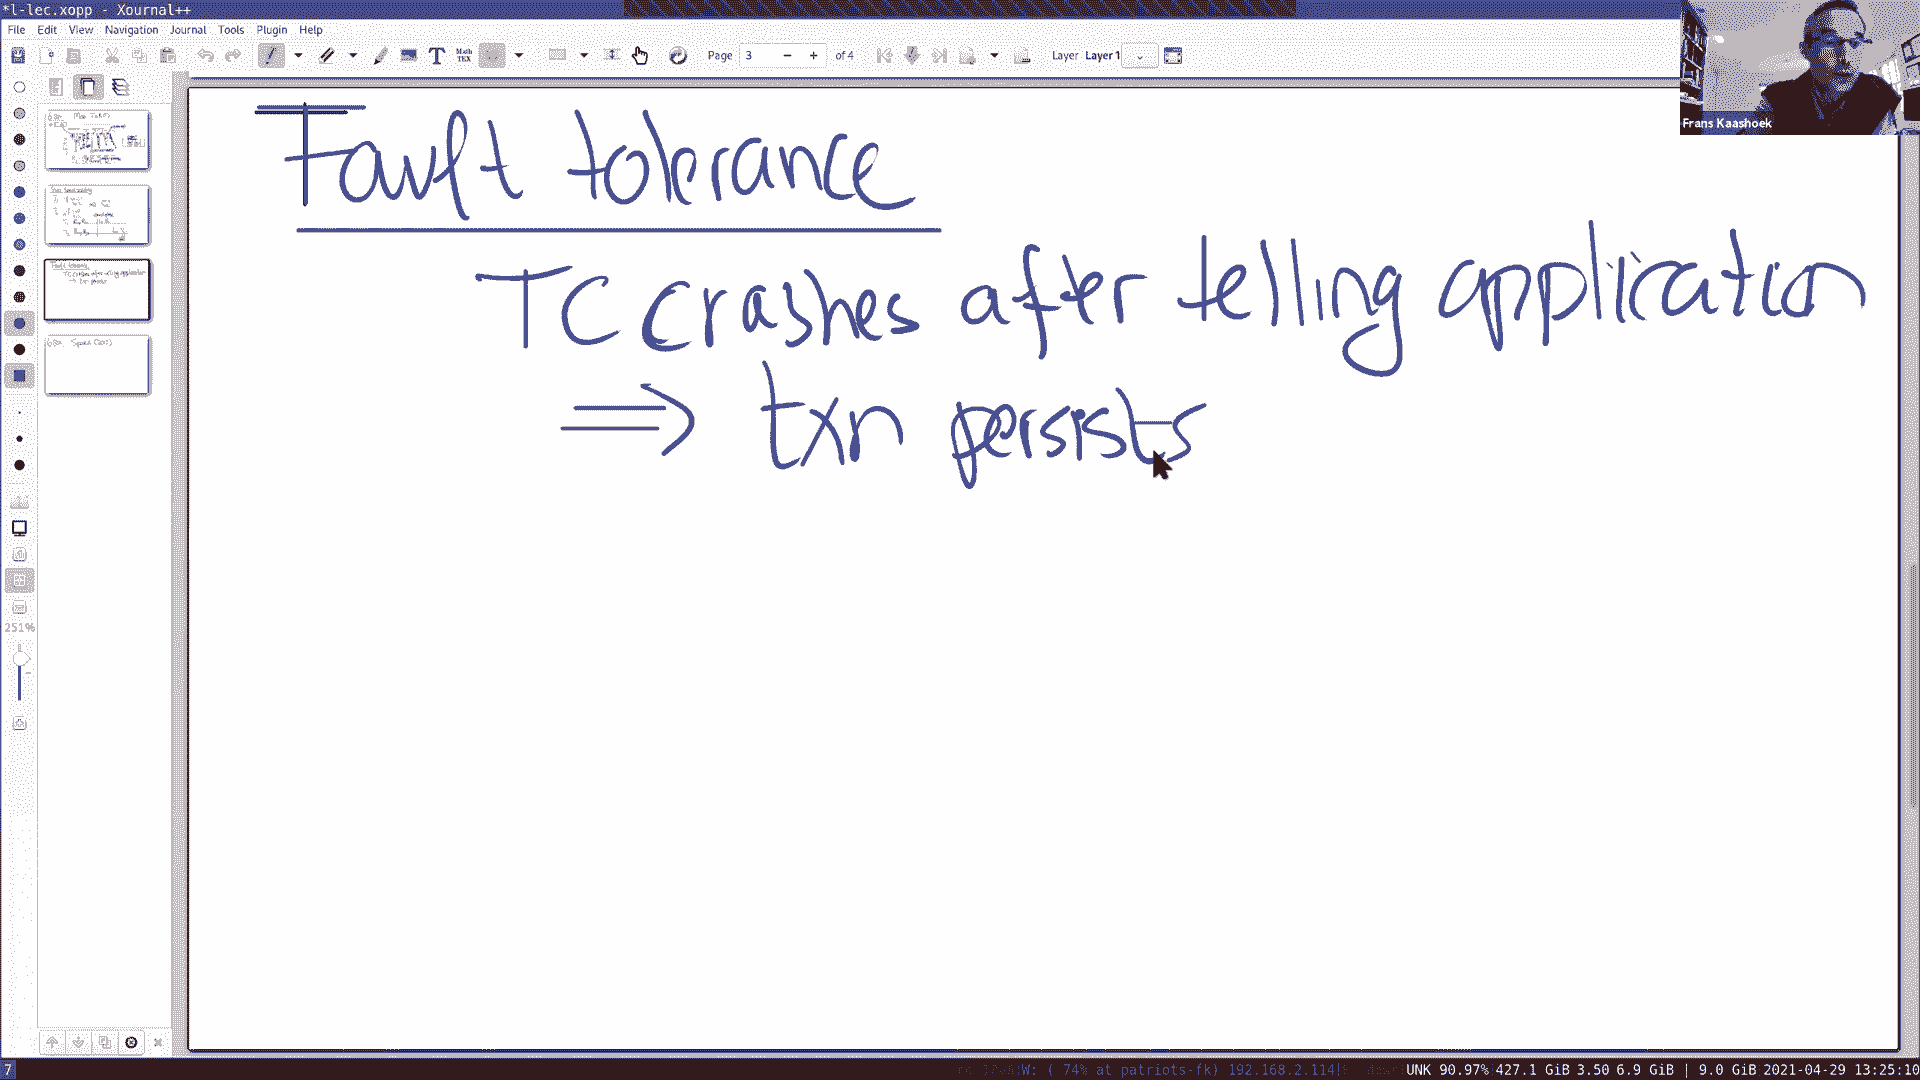 *l-lec.xopp - Xournal++
File Edit View Navigation Journal Tools Plugin Help
Page 3 − + of 4 Layer Layer 1
Frans Kaashoek
Fault tolerance
TC crashes after telling application
⇒ txn persists
251%
7 W: ( 74% at patriots-fk) 192.168.2.114 UNK 90.97% 427.1 GiB 3.50 6.9 GiB | 9.0 GiB 2021-04-29 13:25:10